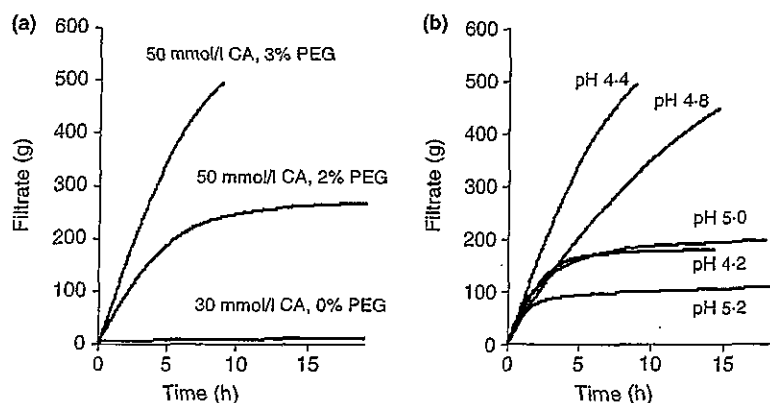 (a)
50 mmol/l CA, 3% PEG
50 mmol/l CA, 2% PEG
30 mmol/l CA, 0% PEG
Filtrate (g)
600
500
400
300
200
100
0
0 5 10 15
Time (h)
(b)
pH 4·4
pH 4·8
pH 5·0
pH 4·2
pH 5·2
Filtrate (g)
600
500
400
300
200
100
0
0 5 10 15
Time (h)